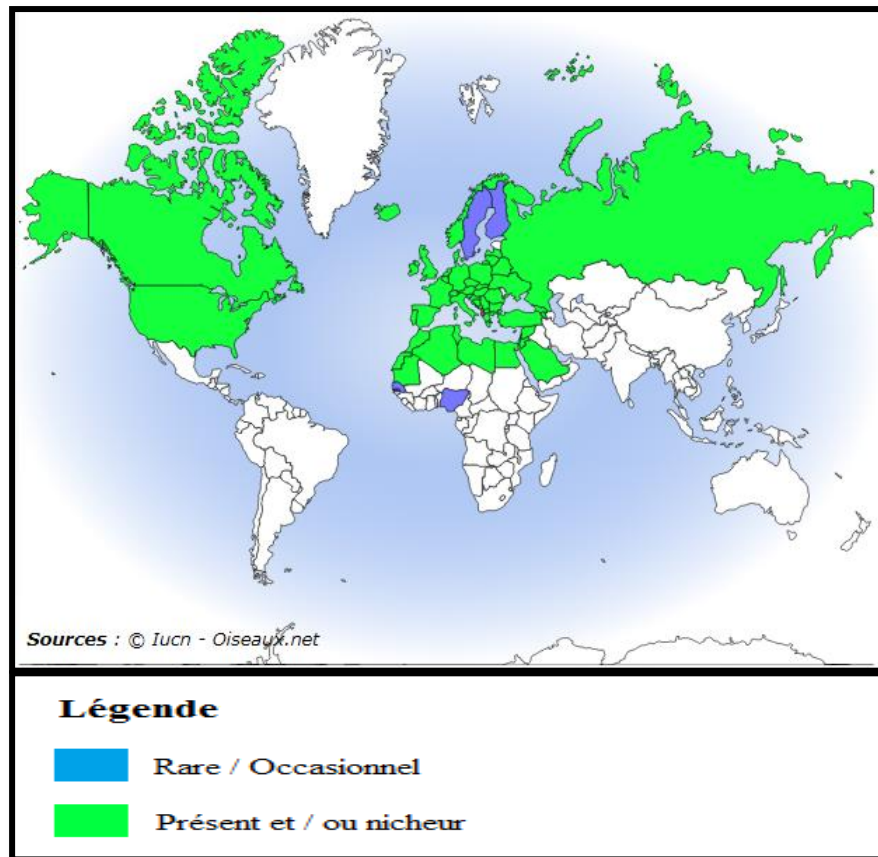 Sources : © Iucn - Oiseaux.net
Légende
Rare / Occasionnel
Présent et / ou nicheur